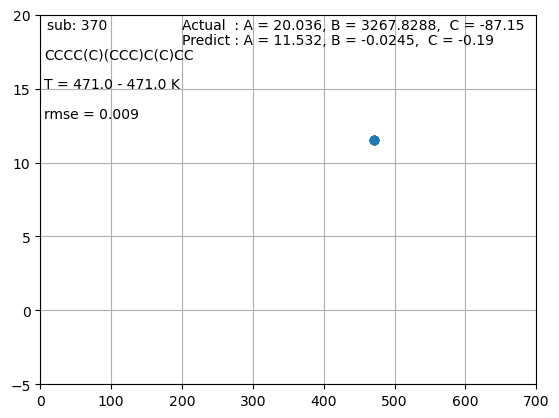 sub: 370
Actual : A = 20.036, B = 3267.8288, C = -87.15
Predict : A = 11.532, B = -0.0245, C = -0.19
CCCC(C)(CCC)C(C)CC
T = 471.0 - 471.0 K
rmse = 0.009
20
15
10
5
0
−5
0 100 200 300 400 500 600 700